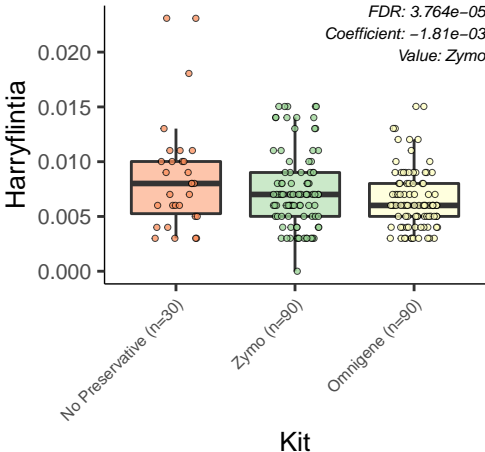 FDR: 3.764e−05
Coefficient: −1.81e−03
Value: Zymo
Harryflintia
0.020
0.015
0.010
0.005
0.000
No Preservative (n=30)
Zymo (n=90)
Omnigene (n=90)
Kit